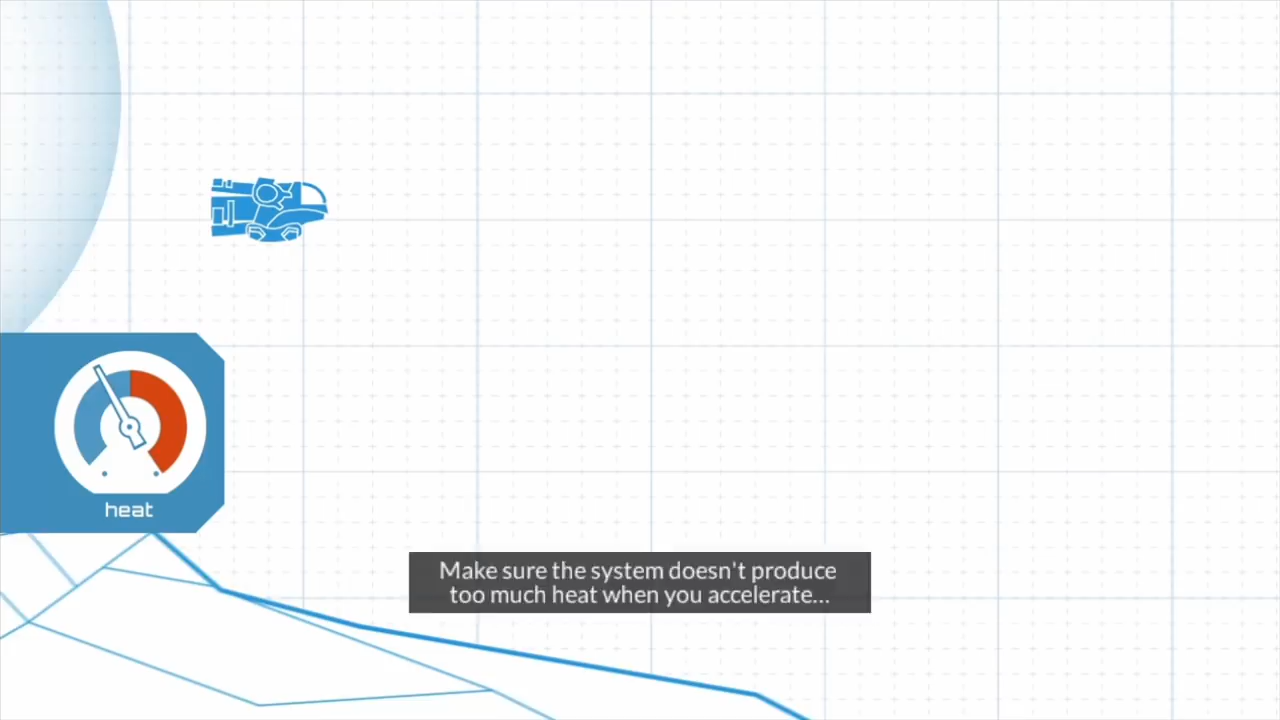 heat
Make sure the system doesn't produce
too much heat when you accelerate...